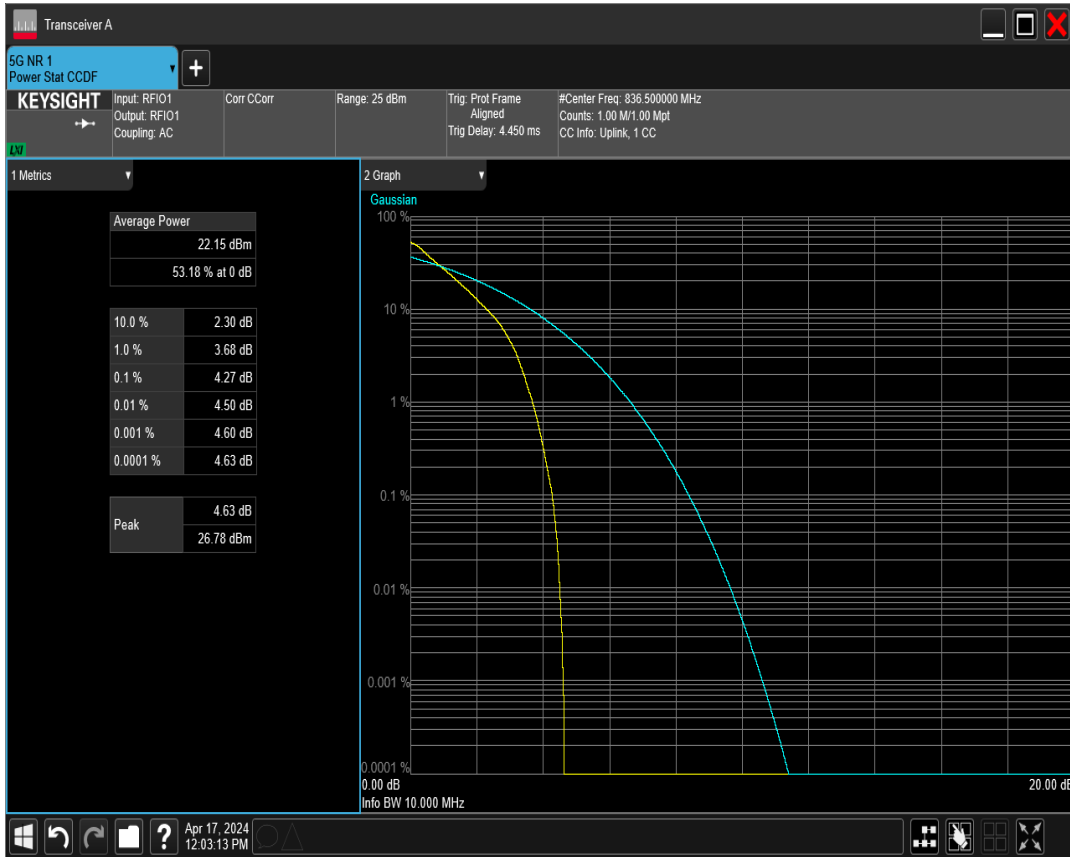 Transceiver A
5G NR 1
Power Stat CCDF
KEYSIGHT
LXI
Input: RFIO1
Output: RFIO1
Coupling: AC
Corr CCorr
Range: 25 dBm
Trig: Prot Frame
Aligned
Trig Delay: 4.450 ms
#Center Freq: 836.500000 MHz
Counts: 1.00 M/1.00 Mpt
CC Info: Uplink, 1 CC
1 Metrics
Average Power
22.15 dBm
53.18 % at 0 dB
10.0 % 2.30 dB
1.0 % 3.68 dB
0.1 % 4.27 dB
0.01 % 4.50 dB
0.001 % 4.60 dB
0.0001 % 4.63 dB
Peak
4.63 dB
26.78 dBm
2 Graph
Gaussian
100 %
10 %
1 %
0.1 %
0.01 %
0.001 %
0.0001 %
0.00 dB 20.00 dB
Info BW 10.000 MHz
?
Apr 17, 2024
12:03:13 PM